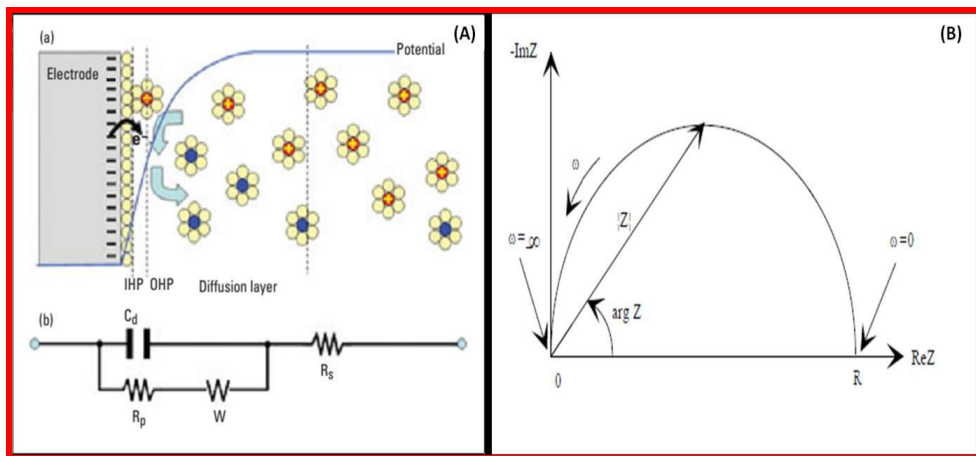 (a)
(A)
Potential
Electrode
e⁻
IHP OHP Diffusion layer
(b)
C_d
R_s
R_p
W
(B)
-ImZ
ω
|Z|
ω=∞
ω=0
arg Z
ReZ
0
R